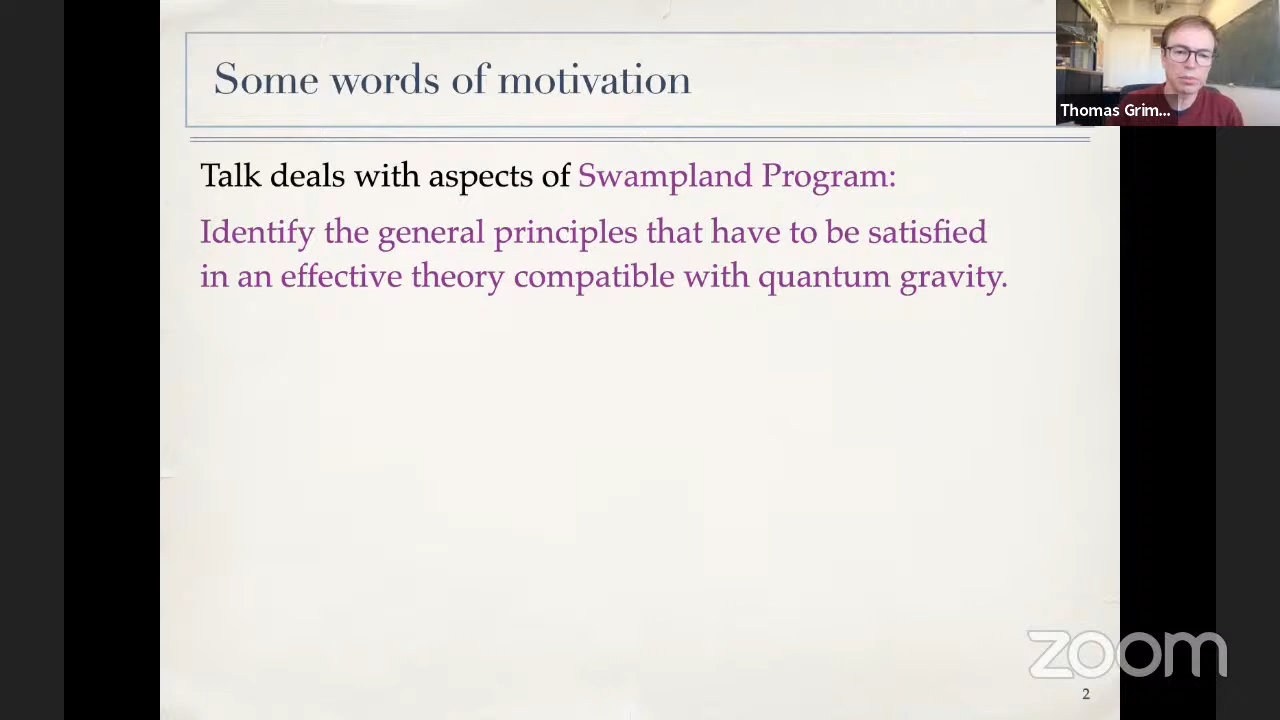 Some words of motivation
Thomas Grim...
Talk deals with aspects of Swampland Program:
Identify the general principles that have to be satisfied
in an effective theory compatible with quantum gravity.
zoom
2